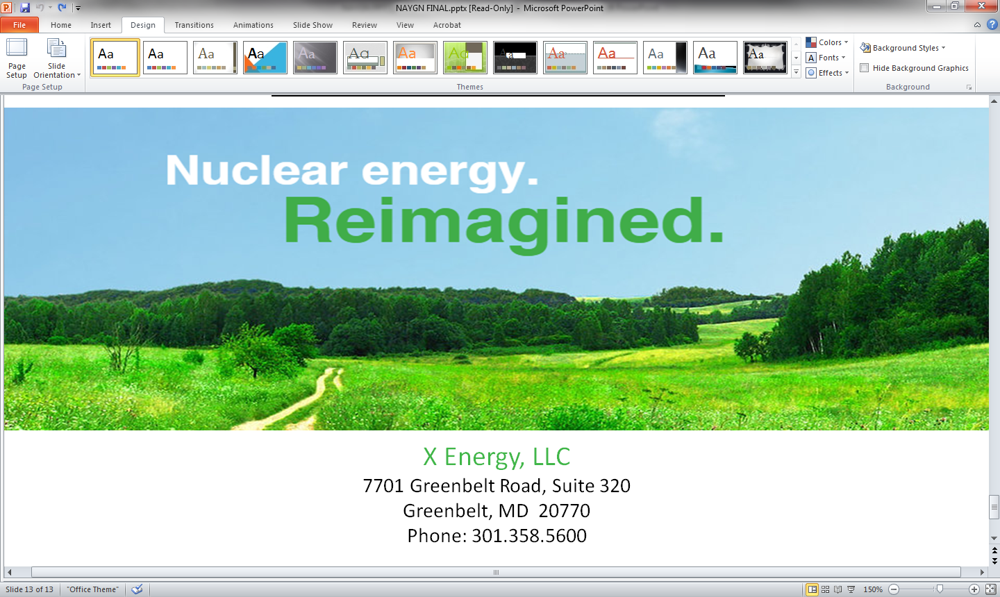 NAYGN FINAL.pptx [Read-Only] - Microsoft PowerPoint
File Home Insert Design Transitions Animations Slide Show Review View Acrobat
Page Setup
Slide Orientation
Aa Aa Aa Aa Aa Aa Aa Aa Aa Aa Aa Aa Aa Aa
Colors
Fonts
Effects
Background Styles
Hide Background Graphics
Page Setup Themes Background
Nuclear energy.
Reimagined.
X Energy, LLC
7701 Greenbelt Road, Suite 320
Greenbelt, MD 20770
Phone: 301.358.5600
Slide 13 of 13 "Office Theme" 150%